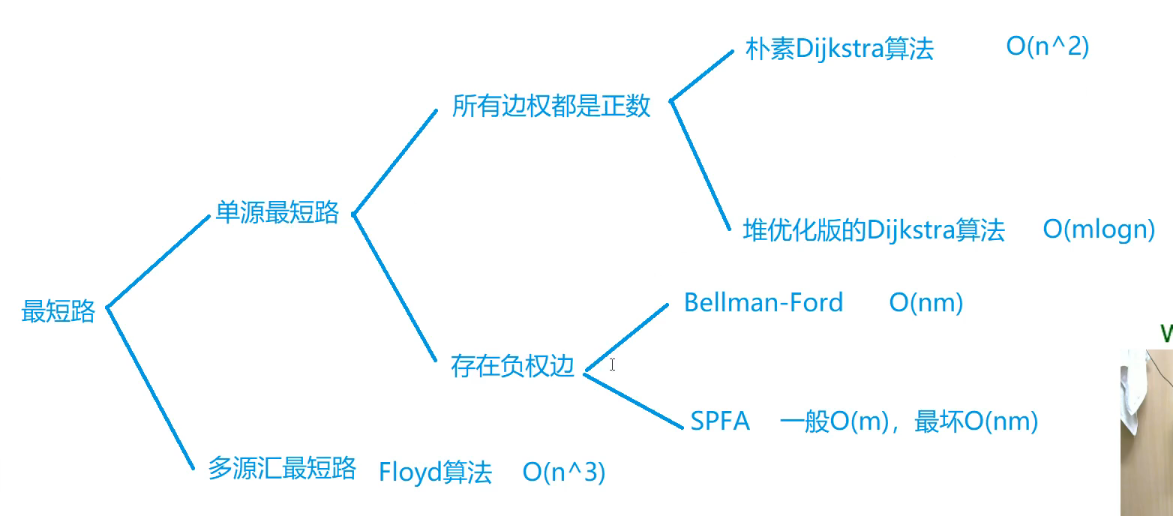 朴素Dijkstra算法 O(n^2)
所有边权都是正数
单源最短路
堆优化版的Dijkstra算法 O(mlogn)
最短路
Bellman-Ford O(nm)
存在负权边
SPFA 一般O(m)，最坏O(nm)
多源汇最短路 Floyd算法 O(n^3)